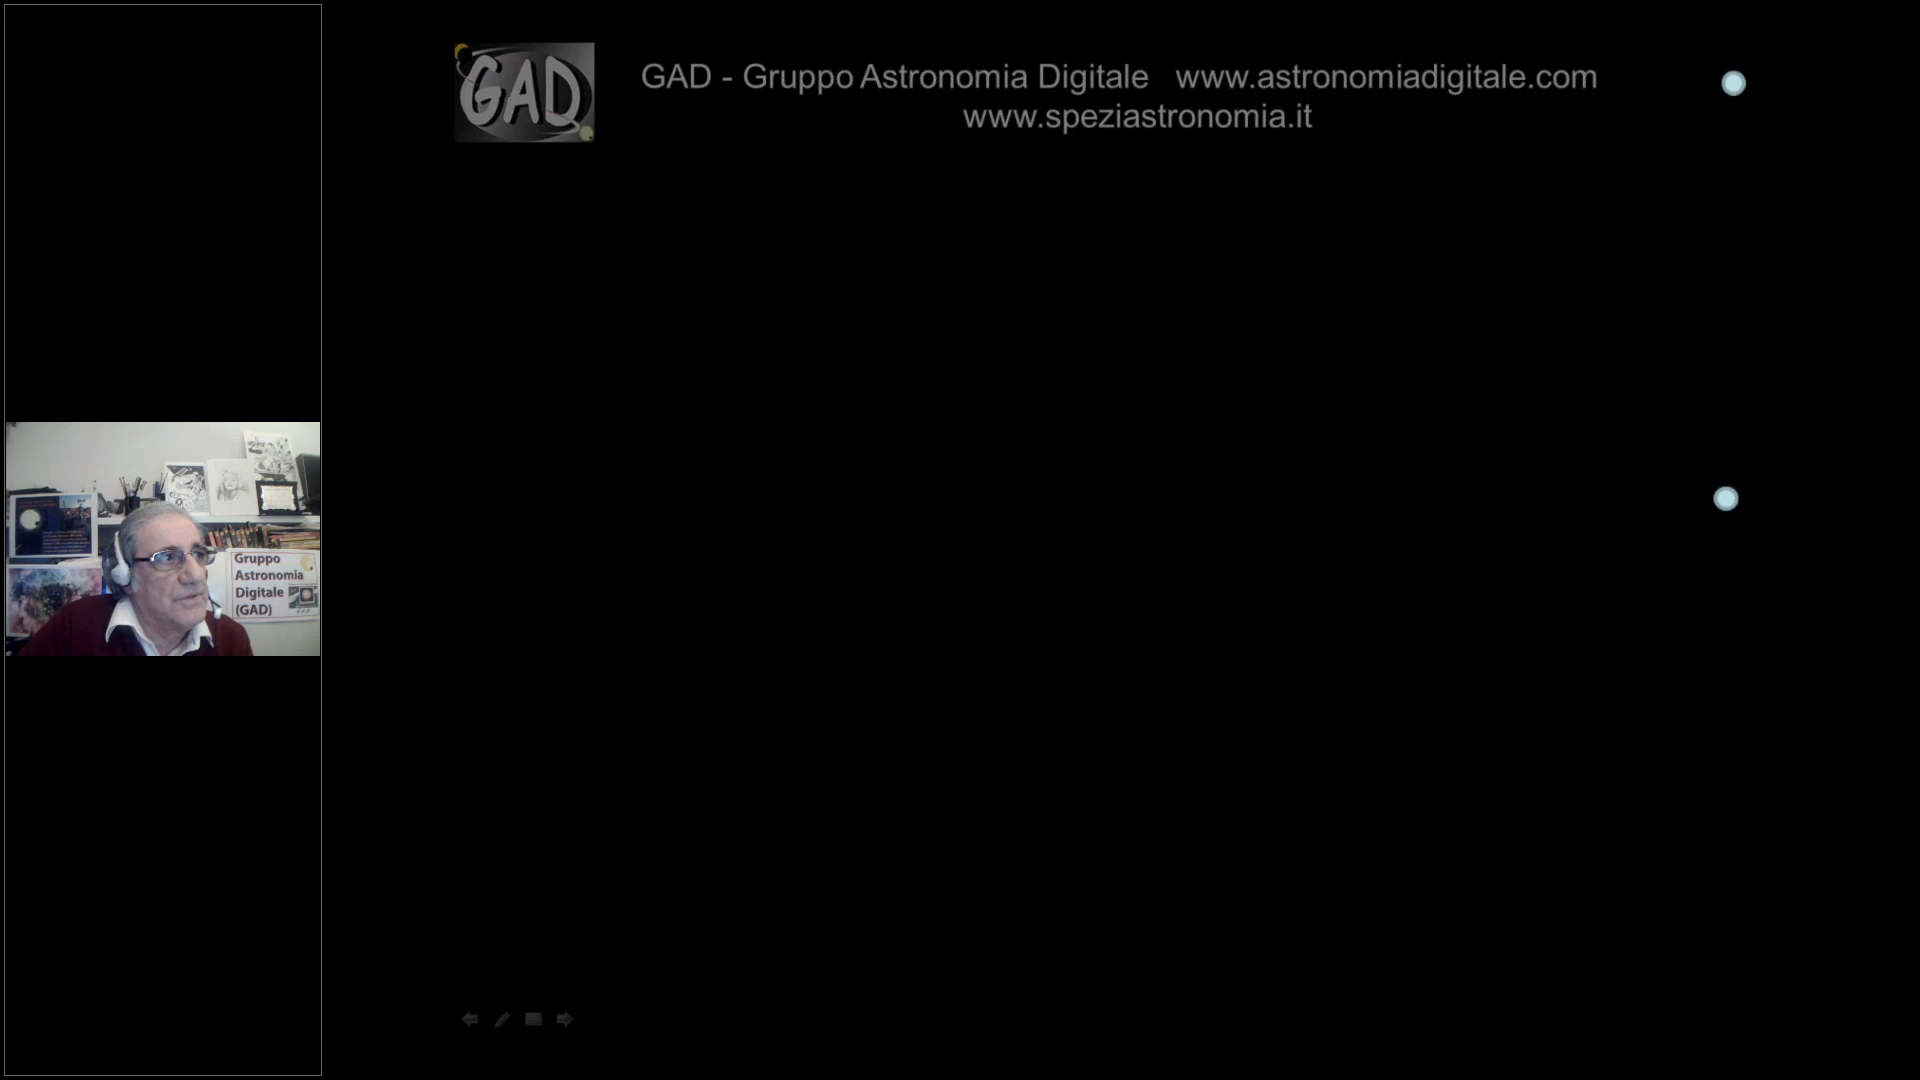 GAD
GAD - Gruppo Astronomia Digitale www.astronomiadigitale.com
www.speziastronomia.it
Gruppo
Astronomia
Digitale
(GAD)